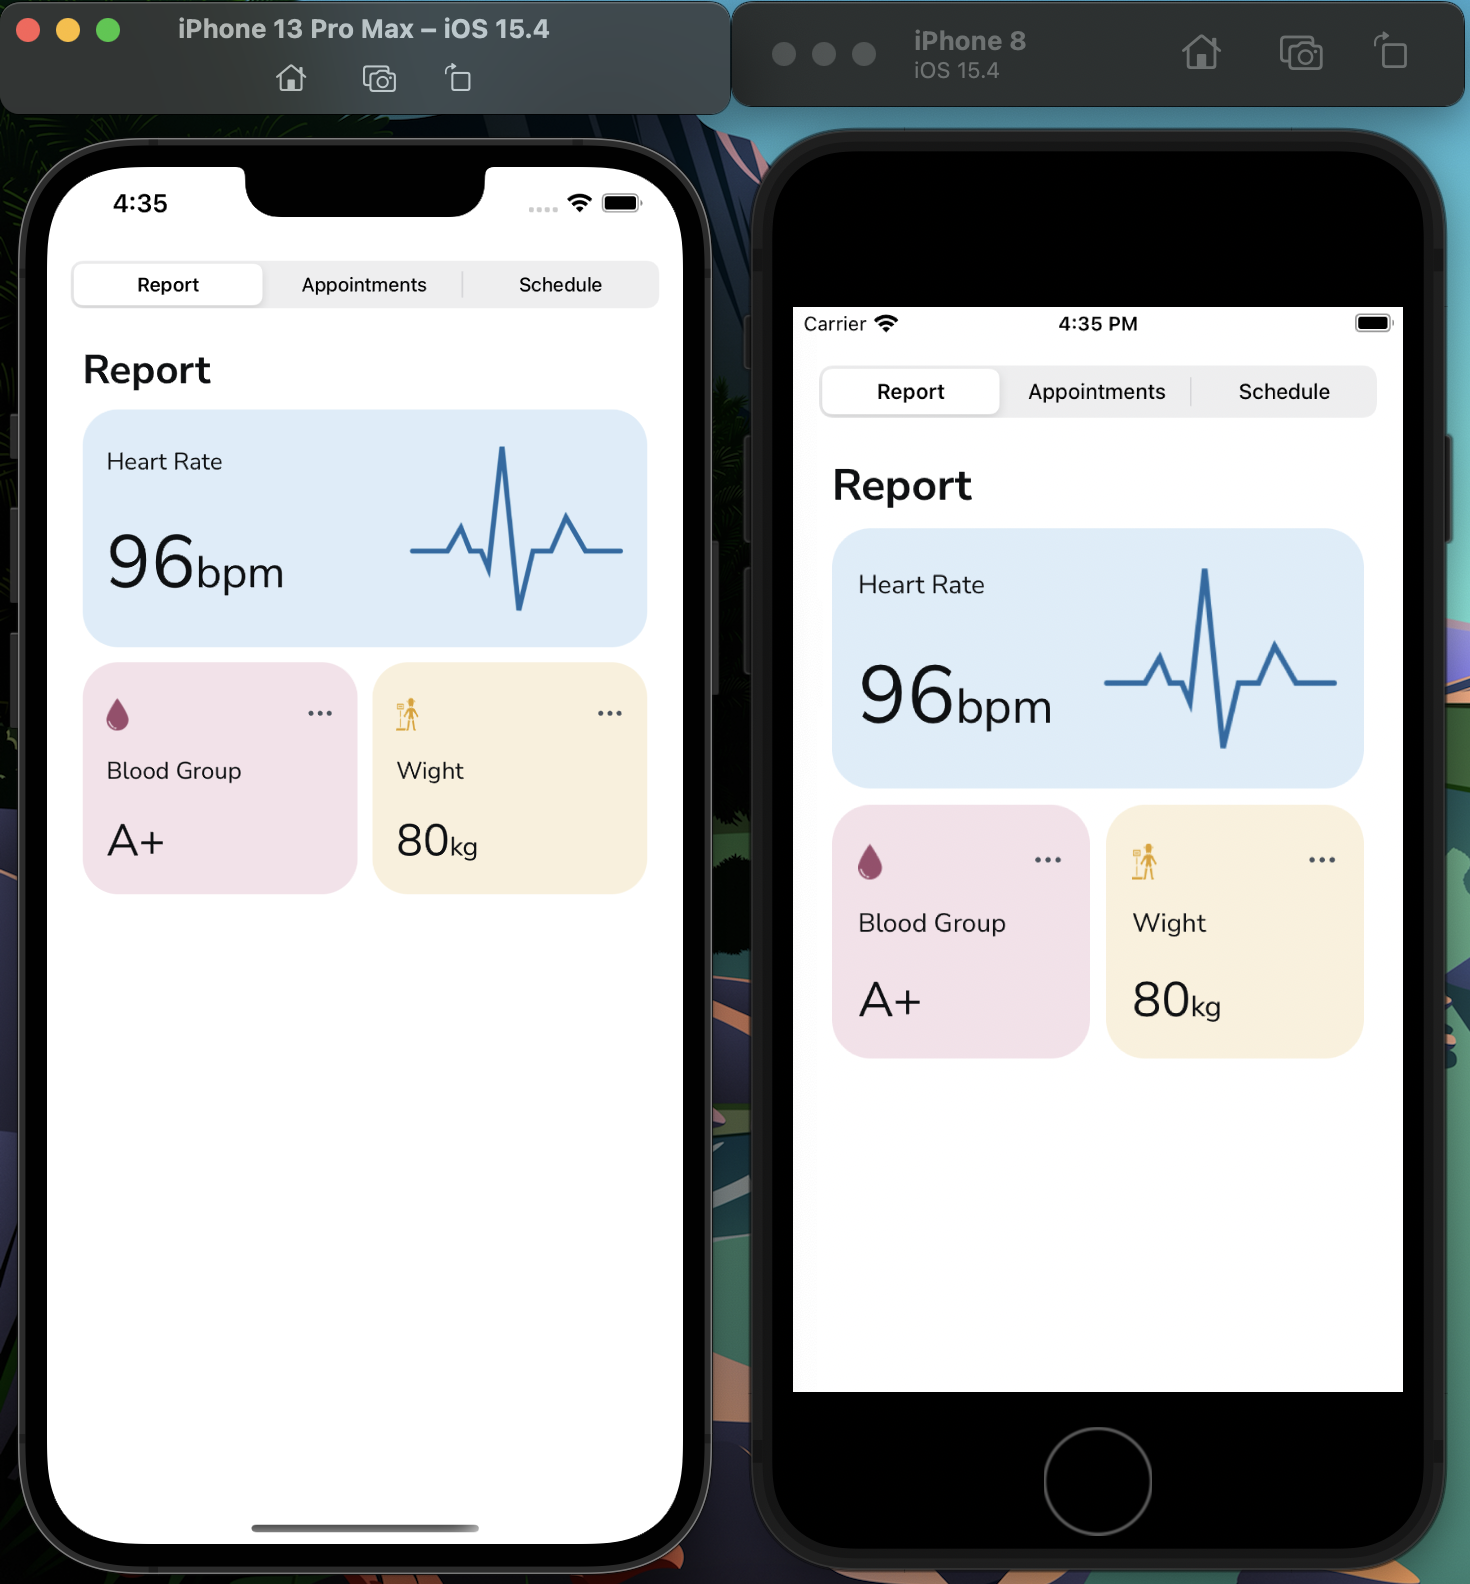 iPhone 13 Pro Max – iOS 15.4
4:35
Report Appointments Schedule
Report
Heart Rate
96bpm
Blood Group
A+
Wight
80kg
iPhone 8
iOS 15.4
Carrier 4:35 PM
Report Appointments Schedule
Report
Heart Rate
96bpm
Blood Group
A+
Wight
80kg